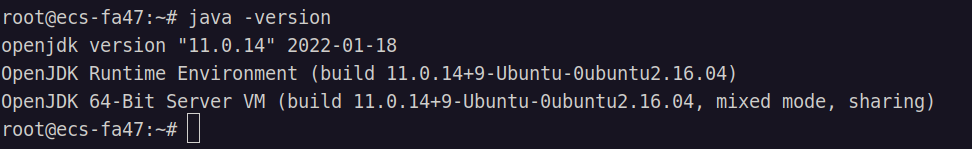 root@ecs-fa47:~# java -version
openjdk version "11.0.14" 2022-01-18
OpenJDK Runtime Environment (build 11.0.14+9-Ubuntu-0ubuntu2.16.04)
OpenJDK 64-Bit Server VM (build 11.0.14+9-Ubuntu-0ubuntu2.16.04, mixed mode, sharing)
root@ecs-fa47:~#